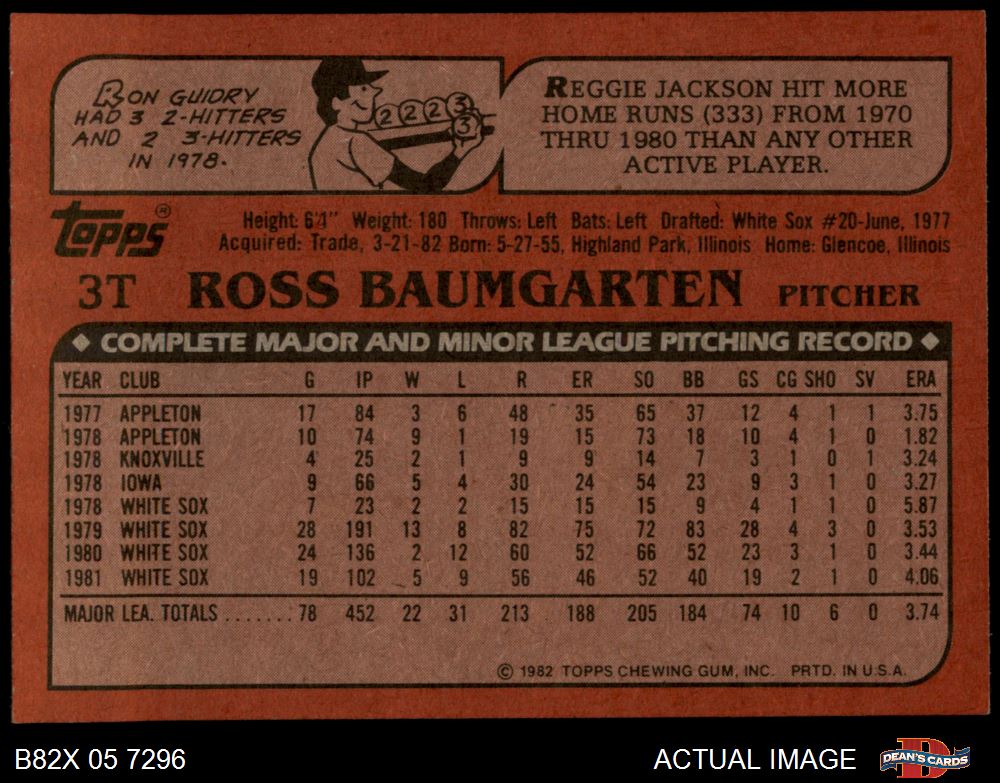 RON GUIDRY
HAD 3 2-HITTERS
AND 2 3-HITTERS
IN 1978.
2 2 2 3 3
REGGIE JACKSON HIT MORE
HOME RUNS (333) FROM 1970
THRU 1980 THAN ANY OTHER
ACTIVE PLAYER.
Topps®
Height: 6'1" Weight: 180 Throws: Left Bats: Left Drafted: White Sox #20-June, 1977
Acquired: Trade, 3-21-82 Born: 5-27-55, Highland Park, Illinois Home: Glencoe, Illinois
3T ROSS BAUMGARTEN PITCHER
◆ COMPLETE MAJOR AND MINOR LEAGUE PITCHING RECORD ◆
YEAR CLUB G IP W L R ER SO BB GS CG SHO SV ERA
1977 APPLETON 17 84 3 6 48 35 65 37 12 4 1 1 3.75
1978 APPLETON 10 74 9 1 19 15 73 18 10 4 1 0 1.82
1978 KNOXVILLE 4 25 2 1 9 9 14 7 3 1 0 1 3.24
1978 IOWA 9 66 5 4 30 24 54 23 9 3 1 0 3.27
1978 WHITE SOX 7 23 2 2 15 15 15 9 4 1 1 0 5.87
1979 WHITE SOX 28 191 13 8 82 75 72 83 28 4 3 0 3.53
1980 WHITE SOX 24 136 2 12 60 52 66 52 23 3 1 0 3.44
1981 WHITE SOX 19 102 5 9 56 46 52 40 19 2 1 0 4.06
MAJOR LEA. TOTALS ....... 78 452 22 31 213 188 205 184 74 10 6 0 3.74
© 1982 TOPPS CHEWING GUM, INC. PRTD. IN U.S.A.
B82X 05 7296
ACTUAL IMAGE
DEAN'S CARDS